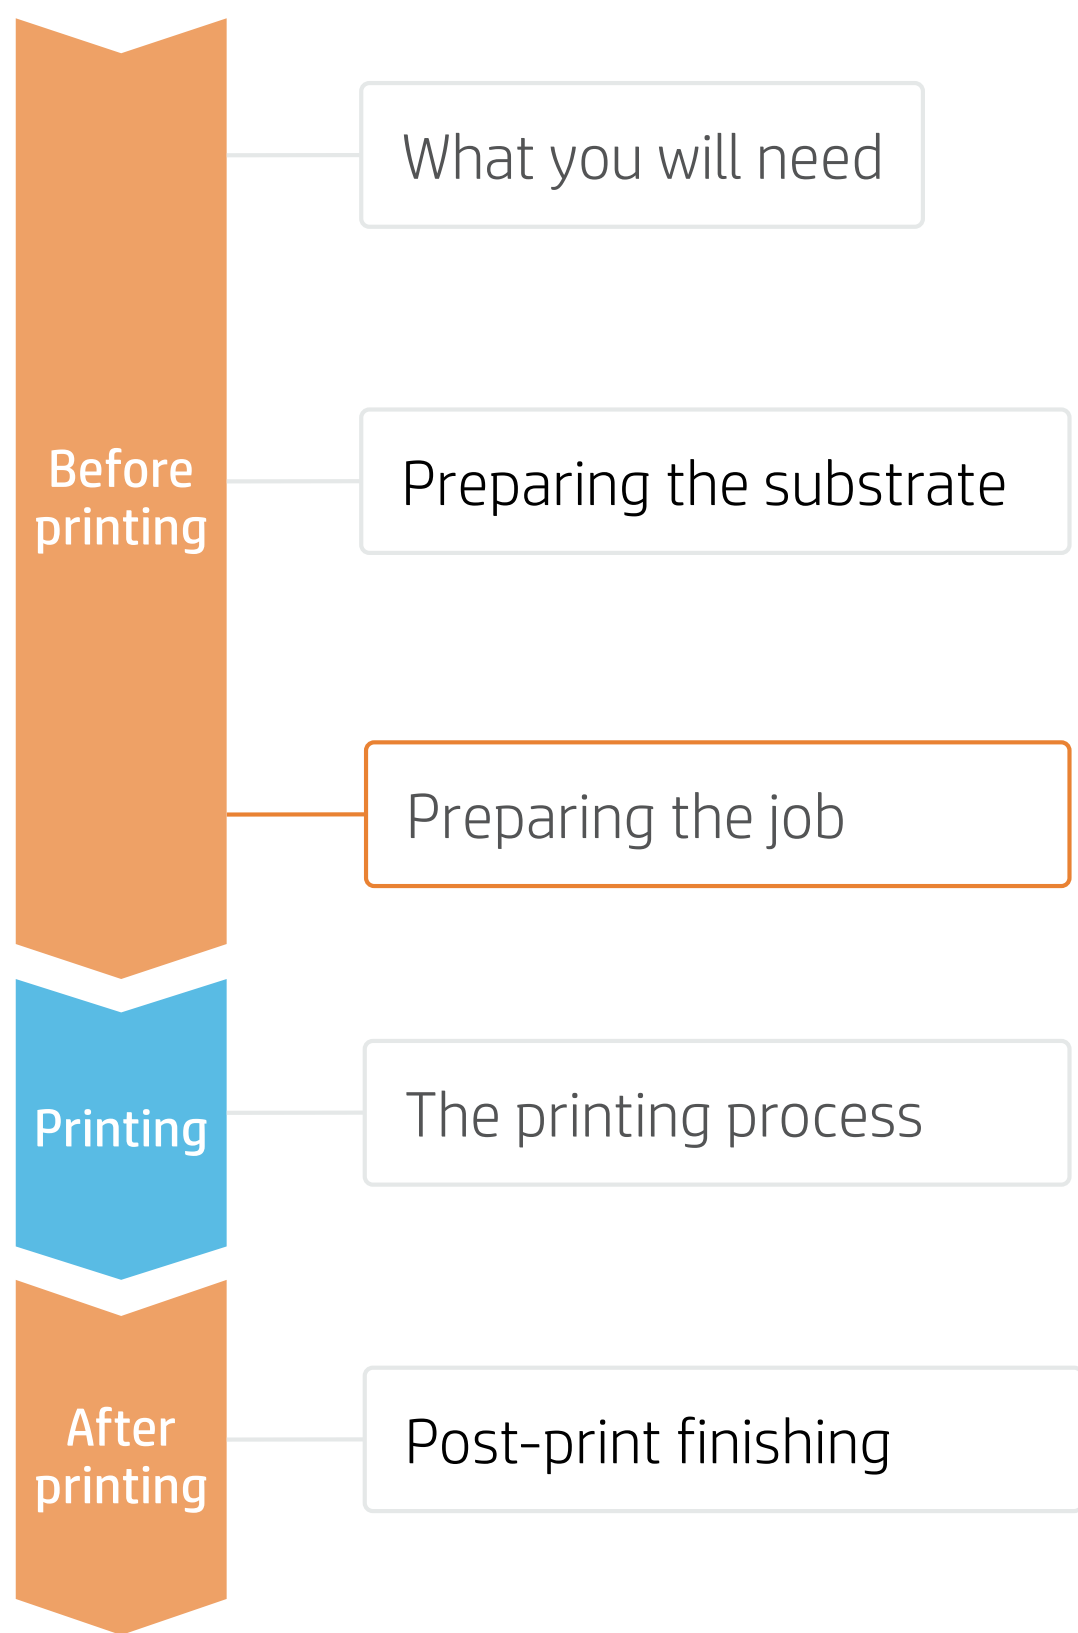 What you will need
Before
printing
Preparing the substrate
Preparing the job
Printing
The printing process
After
printing
Post-print finishing